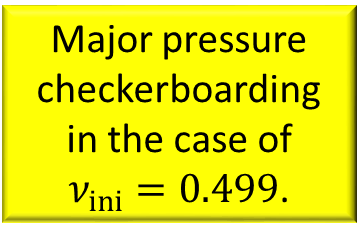 Major pressure
checkerboarding
in the case of
νini = 0.499.